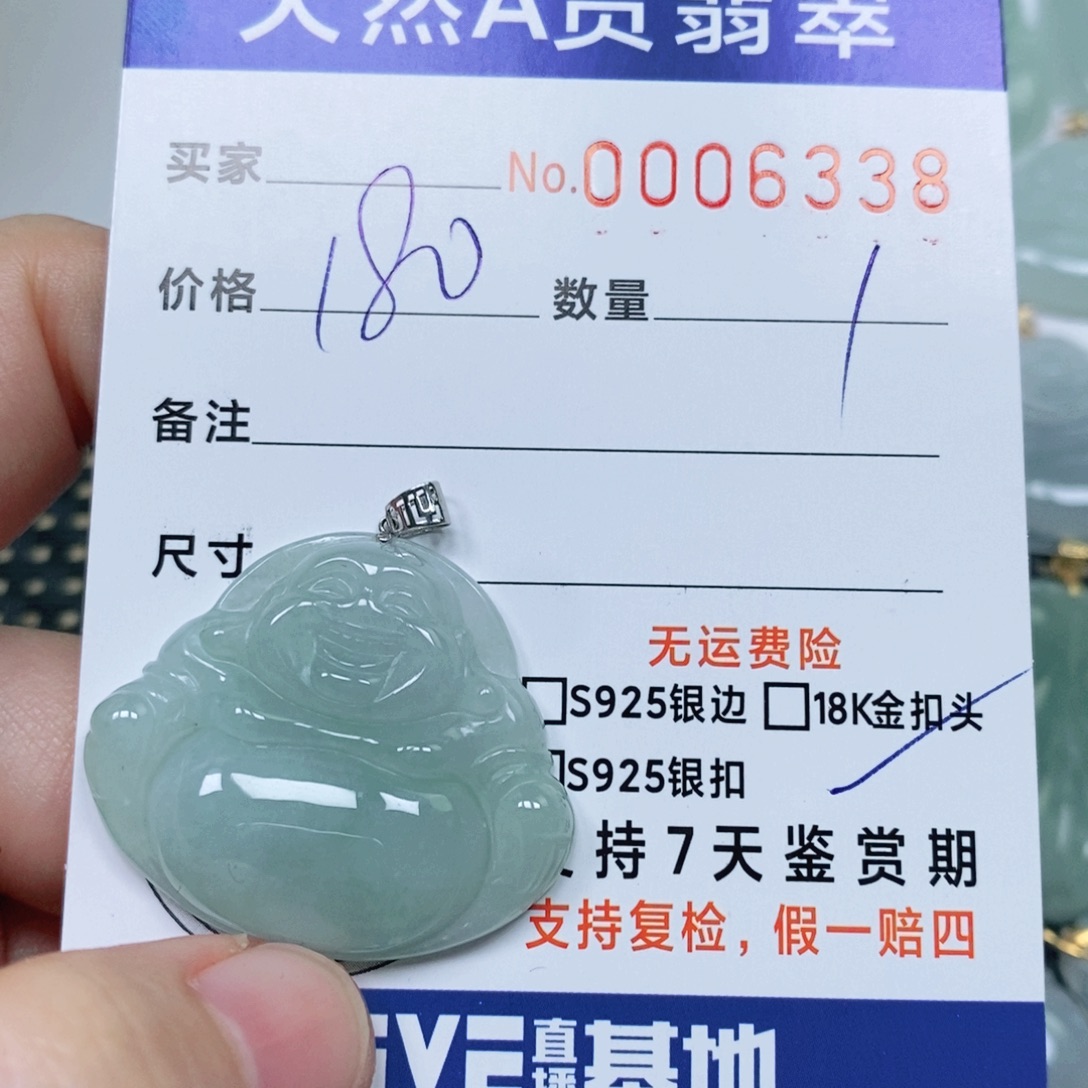 天然A货翡翠
买家 No.0006338
价格 180 数量 1
备注
尺寸
无运费险
□S925银边 □18K金扣头
□S925银扣
支持7天鉴赏期
支持复检，假一赔四
直播基地